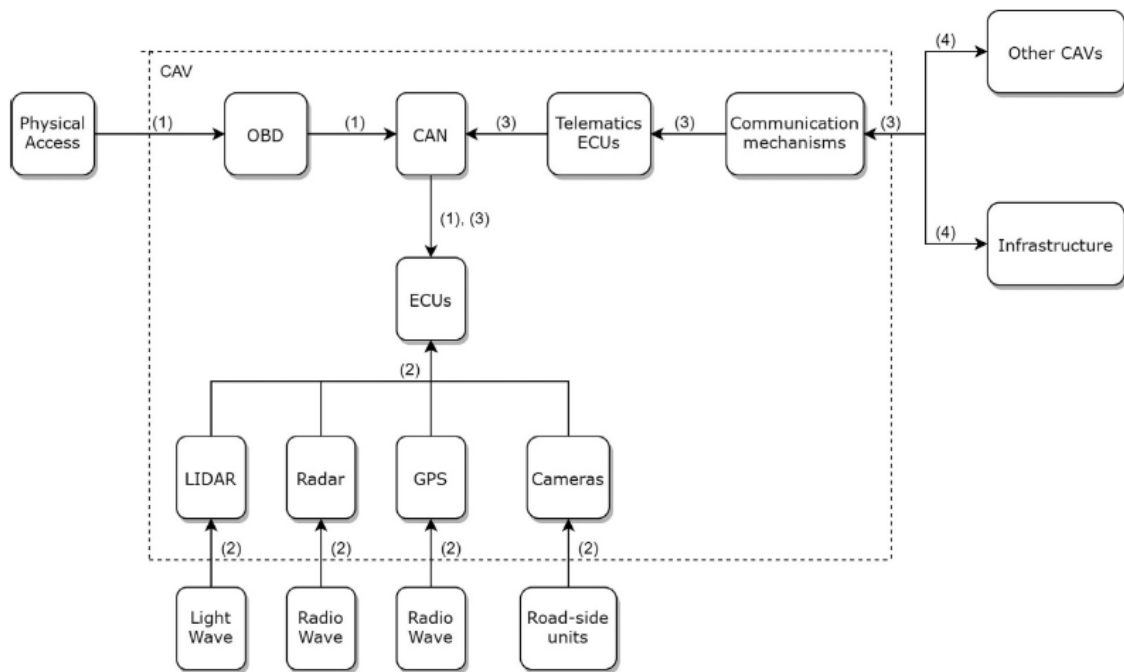 CAV
(4)
Other CAVs
Physical
Access
(1)
OBD
(1)
CAN
(3)
Telematics
ECUs
(3)
Communication
mechanisms
(3)
(1), (3)
(4)
Infrastructure
ECUs
(2)
LIDAR
Radar
GPS
Cameras
(2)
(2)
(2)
(2)
Light
Wave
Radio
Wave
Radio
Wave
Road-side
units